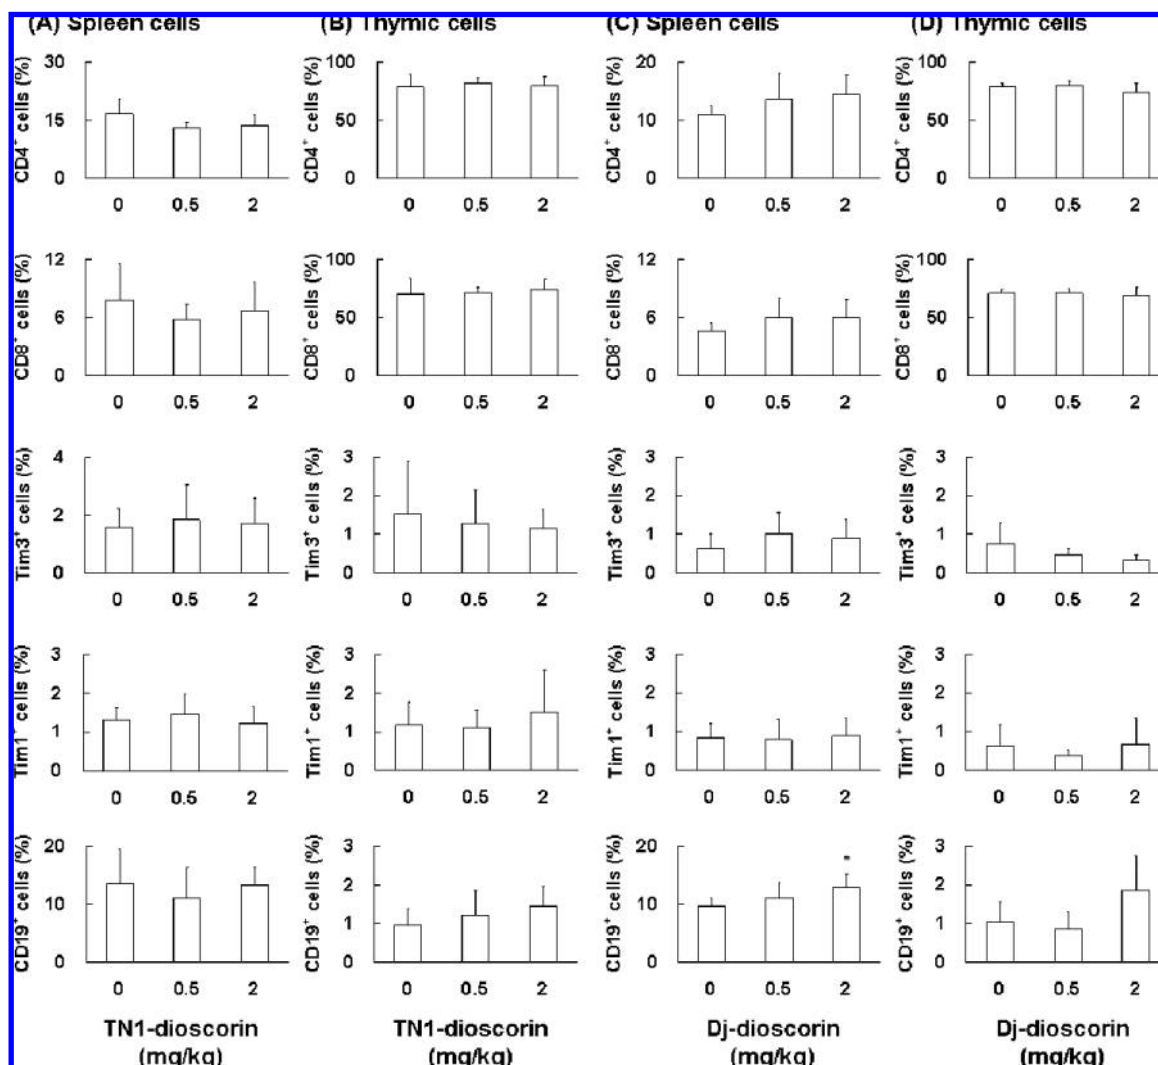 (A) Spleen cells (B) Thymic cells (C) Spleen cells (D) Thymic cells
CD4⁺ cells (%) 30 15 0 0 0.5 2
CD4⁺ cells (%) 100 50 0 0 0.5 2
CD4⁺ cells (%) 20 10 0 0 0.5 2
CD4⁺ cells (%) 100 50 0 0 0.5 2
CD8⁺ cells (%) 12 6 0 0 0.5 2
CD8⁺ cells (%) 100 50 0 0 0.5 2
CD8⁺ cells (%) 12 6 0 0 0.5 2
CD8⁺ cells (%) 100 50 0 0 0.5 2
Tim3⁺ cells (%) 4 2 0 0 0.5 2
Tim3⁺ cells (%) 3 2 1 0 0 0.5 2
Tim3⁺ cells (%) 3 2 1 0 0 0.5 2
Tim3⁺ cells (%) 3 2 1 0 0 0.5 2
Tim1⁺ cells (%) 3 2 1 0 0 0.5 2
Tim1⁺ cells (%) 3 2 1 0 0 0.5 2
Tim1⁺ cells (%) 3 2 1 0 0 0.5 2
Tim1⁺ cells (%) 3 2 1 0 0 0.5 2
CD19⁺ cells (%) 20 10 0 0 0.5 2
CD19⁺ cells (%) 3 2 1 0 0 0.5 2
CD19⁺ cells (%) 20 10 0 * 0 0.5 2
CD19⁺ cells (%) 3 2 1 0 0 0.5 2
TN1-dioscorin TN1-dioscorin Dj-dioscorin Dj-dioscorin
(mg/kg) (mg/kg) (mg/kg) (mg/kg)